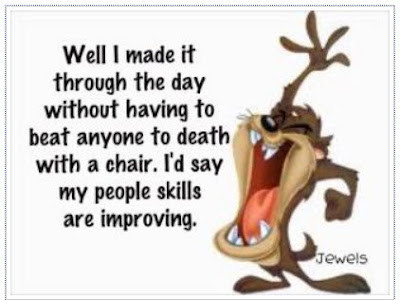 Well I made it
through the day
without having to
beat anyone to death
with a chair. I'd say
my people skills
are improving.
Jewels